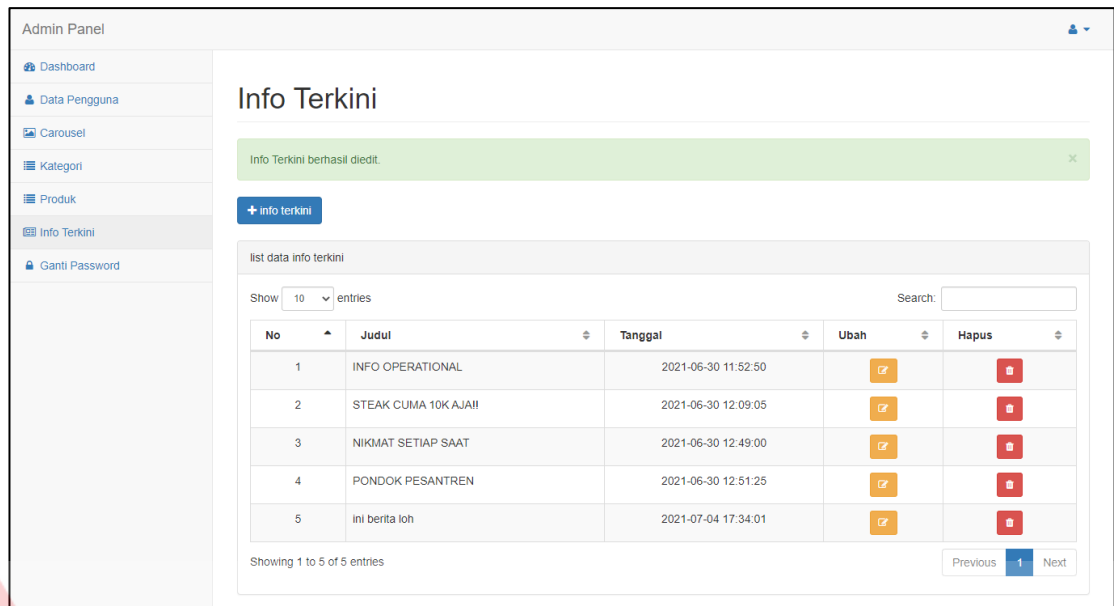 Admin Panel
Dashboard
Data Pengguna
Carousel
Kategori
Produk
Info Terkini
Ganti Password
Info Terkini
Info Terkini berhasil diedit. ×
+ info terkini
list data info terkini
Show 10 entries Search:
No Judul Tanggal Ubah Hapus
1 INFO OPERATIONAL 2021-06-30 11:52:50
2 STEAK CUMA 10K AJA!! 2021-06-30 12:09:05
3 NIKMAT SETIAP SAAT 2021-06-30 12:49:00
4 PONDOK PESANTREN 2021-06-30 12:51:25
5 ini berita loh 2021-07-04 17:34:01
Showing 1 to 5 of 5 entries Previous 1 Next